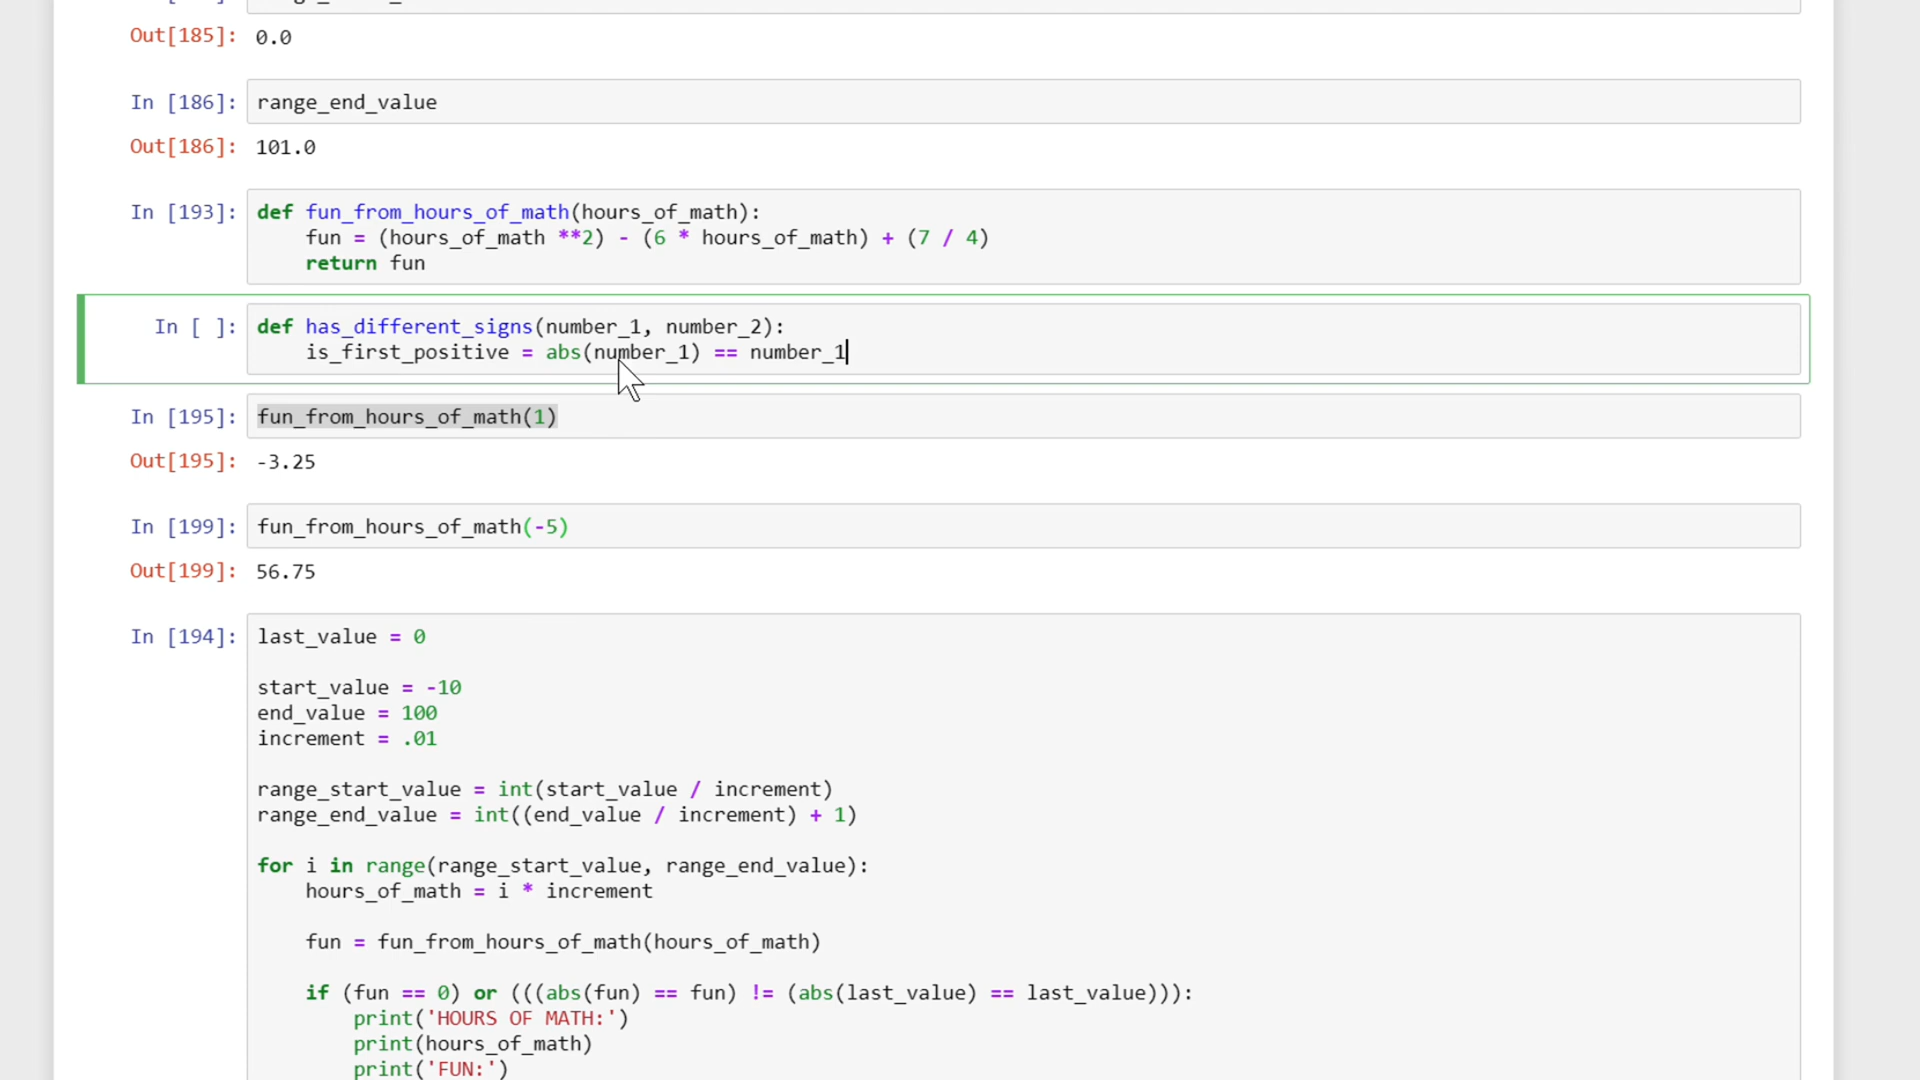 Out[185]: 0.0
In [186]: range_end_value
Out[186]: 101.0
In [193]: def fun_from_hours_of_math(hours_of_math):
    fun = (hours_of_math **2) - (6 * hours_of_math) + (7 / 4)
    return fun
In [ ]: def has_different_signs(number_1, number_2):
    is_first_positive = abs(number_1) == number_1
In [195]: fun_from_hours_of_math(1)
Out[195]: -3.25
In [199]: fun_from_hours_of_math(-5)
Out[199]: 56.75
In [194]: last_value = 0
start_value = -10
end_value = 100
increment = .01
range_start_value = int(start_value / increment)
range_end_value = int((end_value / increment) + 1)
for i in range(range_start_value, range_end_value):
    hours_of_math = i * increment
    fun = fun_from_hours_of_math(hours_of_math)
    if (fun == 0) or (((abs(fun) == fun) != (abs(last_value) == last_value))):
        print('HOURS OF MATH:')
        print(hours_of_math)
        print('FUN:')